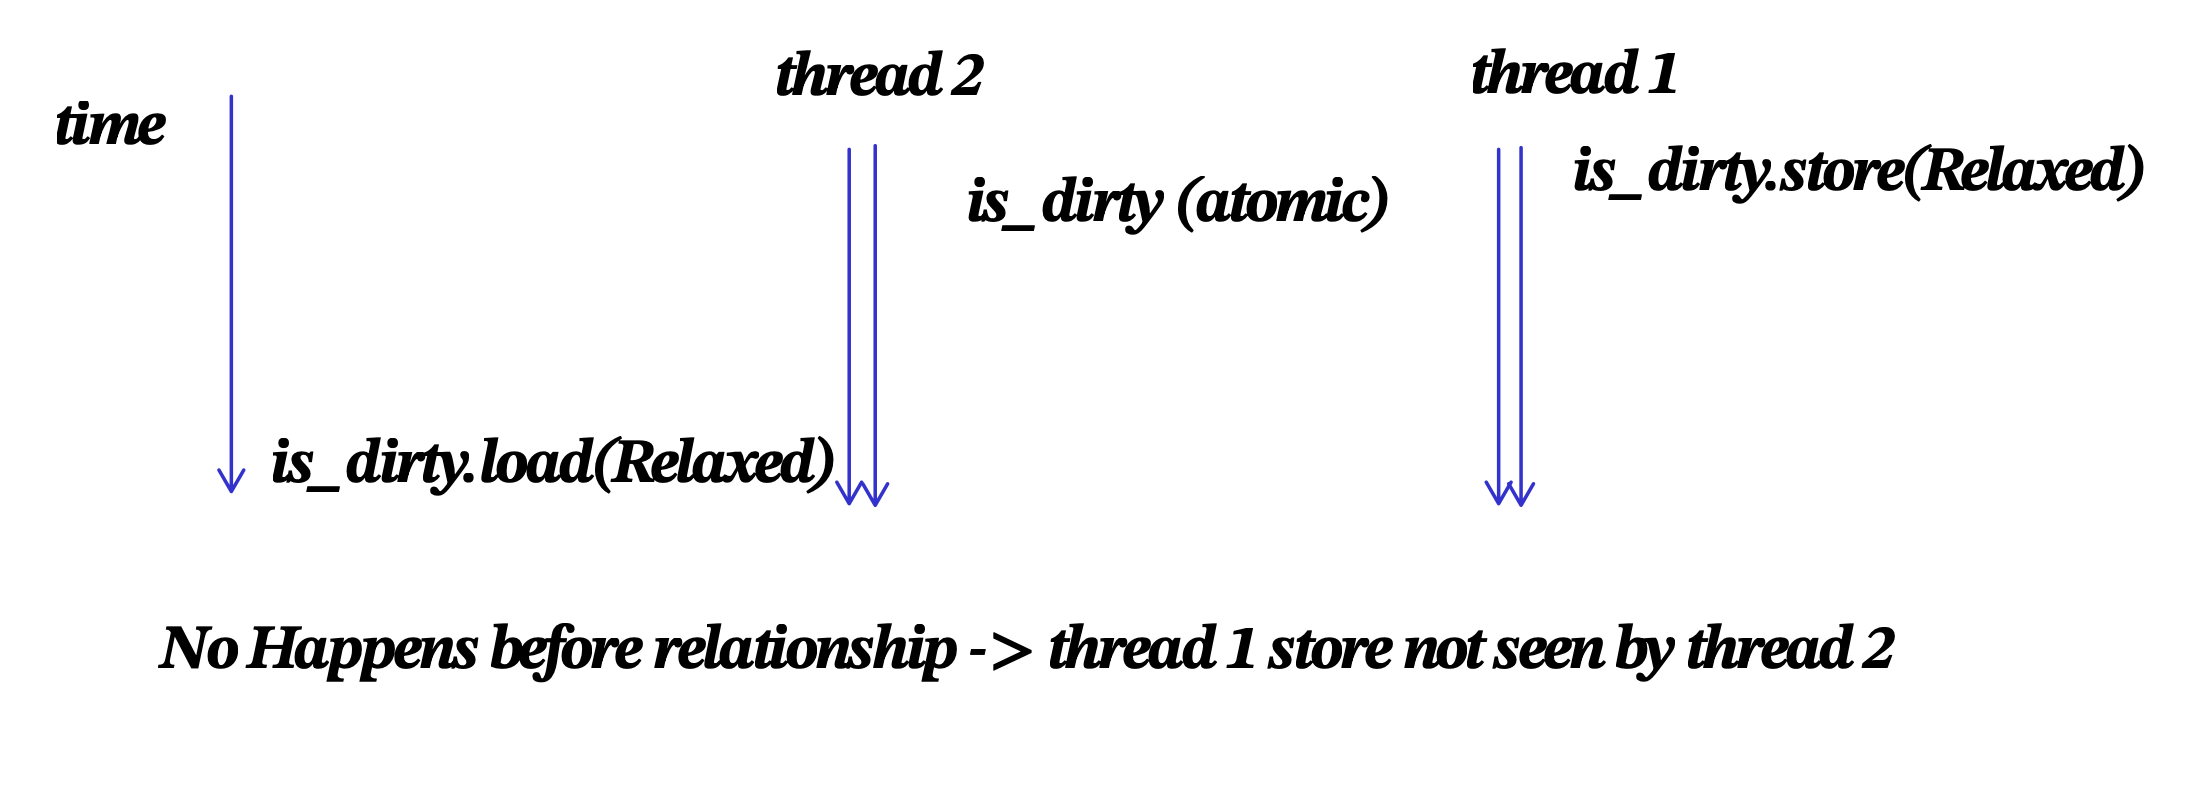 time
thread 2
thread 1
is_dirty (atomic)
is_dirty.store(Relaxed)
is_dirty.load(Relaxed)
No Happens before relationship -> thread 1 store not seen by thread 2